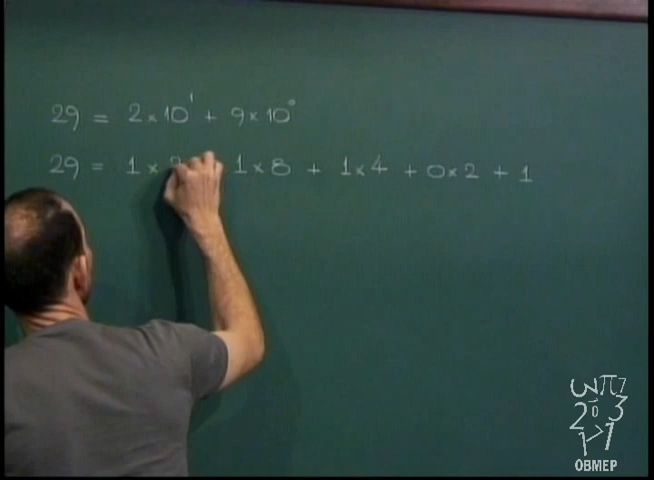 29 = 2×10¹ + 9×10⁰
29 = 1× 1×8 + 1×4 + 0×2 + 1
OBMEP